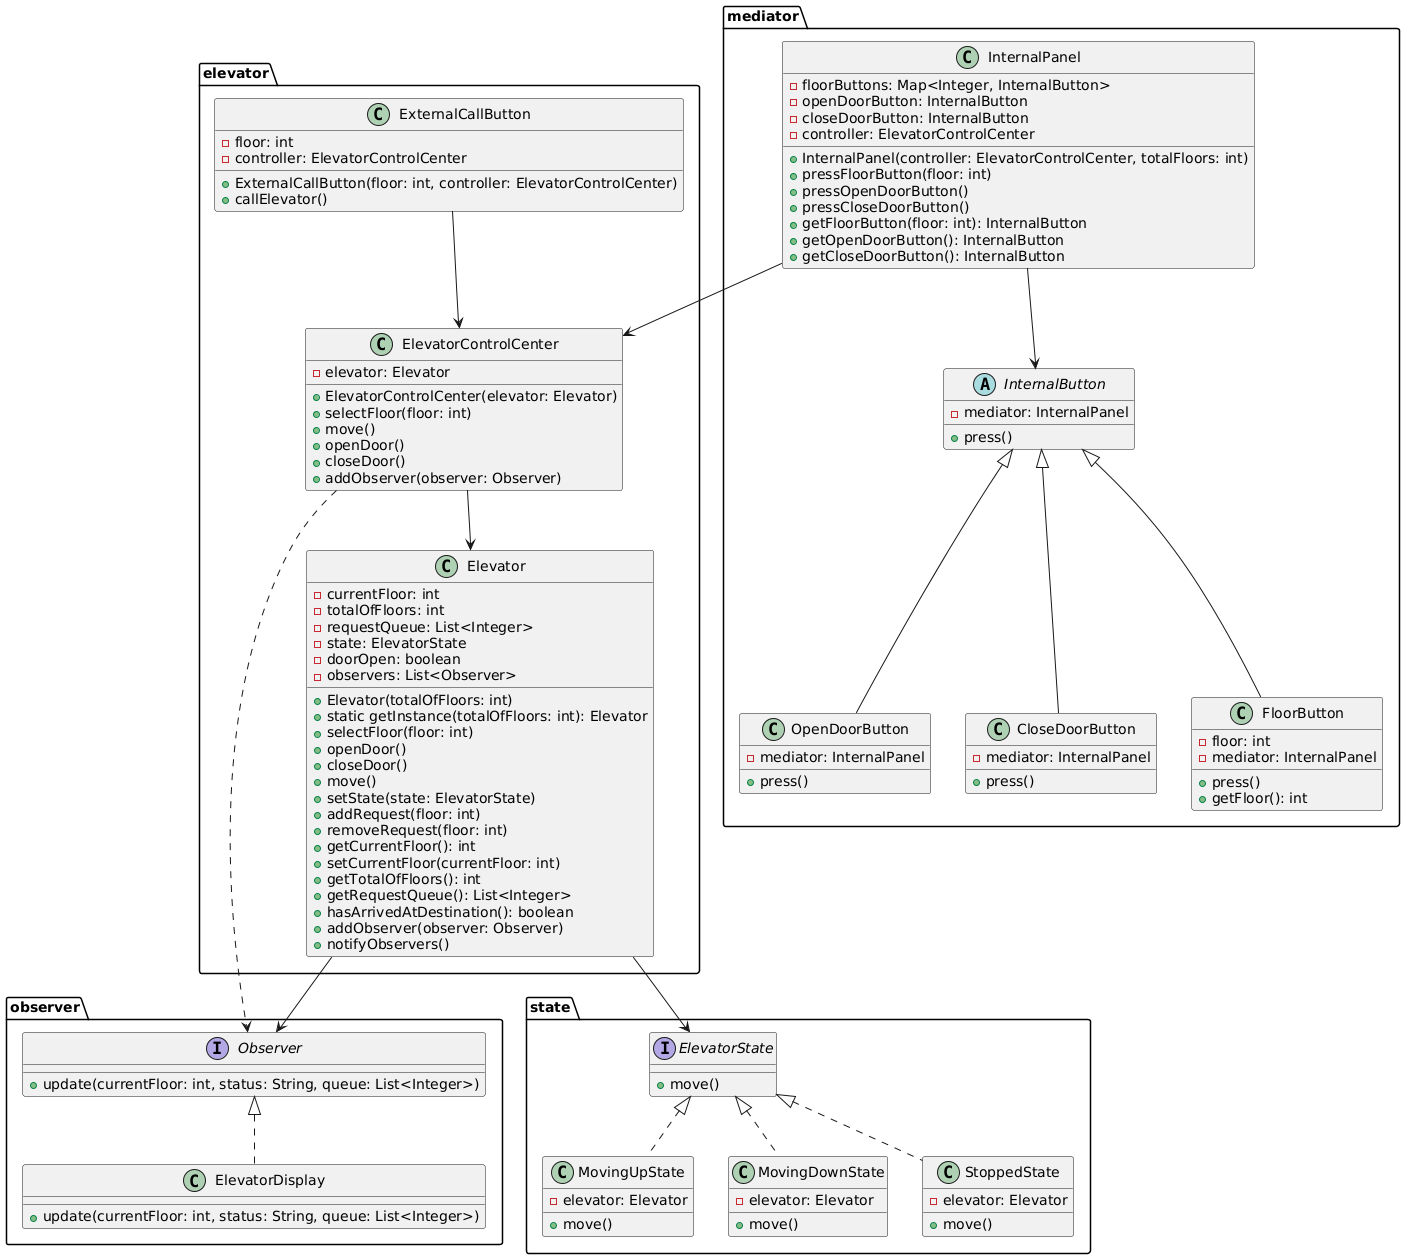 mediator
C InternalPanel
floorButtons: Map<Integer, InternalButton>
openDoorButton: InternalButton
closeDoorButton: InternalButton
controller: ElevatorControlCenter
InternalPanel(controller: ElevatorControlCenter, totalFloors: int)
pressFloorButton(floor: int)
pressOpenDoorButton()
pressCloseDoorButton()
getFloorButton(floor: int): InternalButton
getOpenDoorButton(): InternalButton
getCloseDoorButton(): InternalButton
elevator
C ExternalCallButton
floor: int
controller: ElevatorControlCenter
ExternalCallButton(floor: int, controller: ElevatorControlCenter)
callElevator()
C ElevatorControlCenter
elevator: Elevator
ElevatorControlCenter(elevator: Elevator)
selectFloor(floor: int)
move()
openDoor()
closeDoor()
addObserver(observer: Observer)
A InternalButton
mediator: InternalPanel
press()
C Elevator
currentFloor: int
totalOfFloors: int
requestQueue: List<Integer>
state: ElevatorState
doorOpen: boolean
observers: List<Observer>
Elevator(totalOfFloors: int)
static getInstance(totalOfFloors: int): Elevator
selectFloor(floor: int)
openDoor()
closeDoor()
move()
setState(state: ElevatorState)
addRequest(floor: int)
removeRequest(floor: int)
getCurrentFloor(): int
setCurrentFloor(currentFloor: int)
getTotalOfFloors(): int
getRequestQueue(): List<Integer>
hasArrivedAtDestination(): boolean
addObserver(observer: Observer)
notifyObservers()
C OpenDoorButton
mediator: InternalPanel
press()
C CloseDoorButton
mediator: InternalPanel
press()
C FloorButton
floor: int
mediator: InternalPanel
press()
getFloor(): int
observer
I Observer
update(currentFloor: int, status: String, queue: List<Integer>)
C ElevatorDisplay
update(currentFloor: int, status: String, queue: List<Integer>)
state
I ElevatorState
move()
C MovingUpState
elevator: Elevator
move()
C MovingDownState
elevator: Elevator
move()
C StoppedState
elevator: Elevator
move()